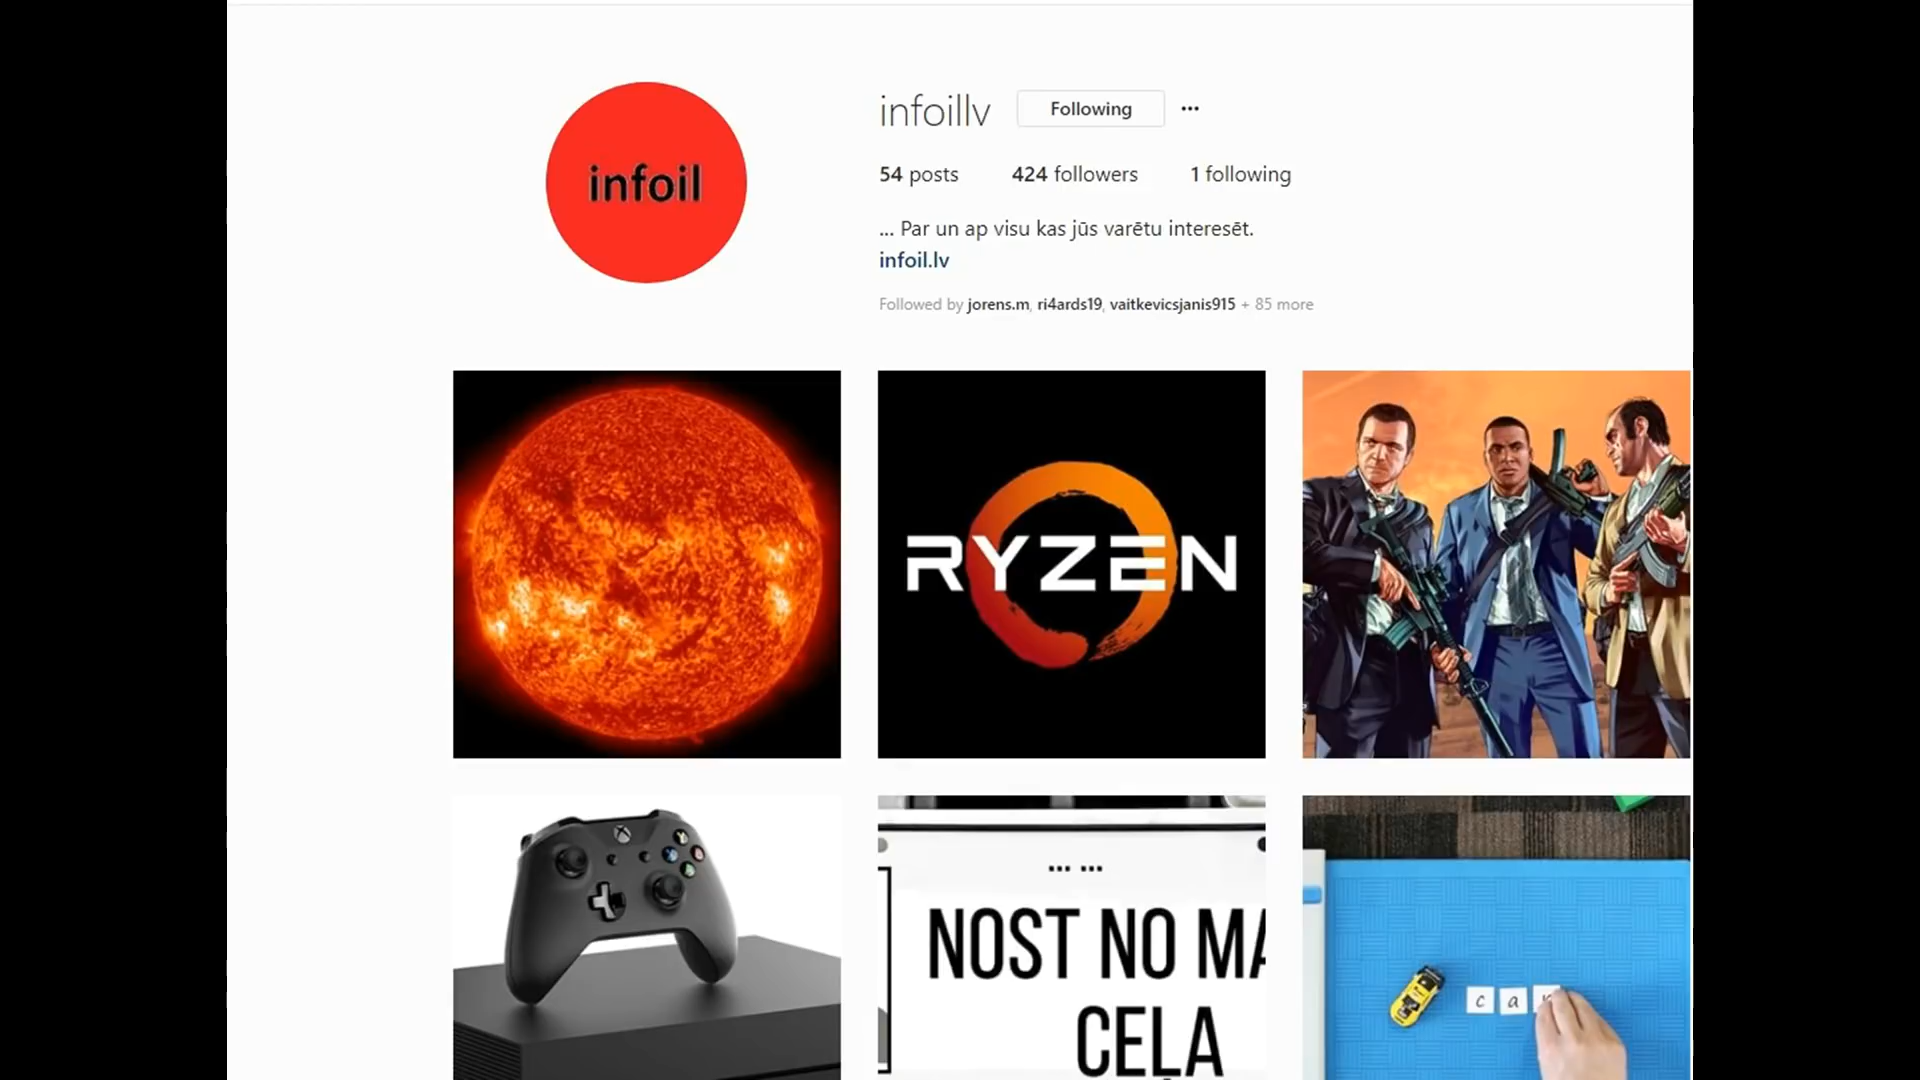 infoil
infoillv Following ...
54 posts 424 followers 1 following
... Par un ap visu kas jūs varētu interesēt.
infoil.lv
Followed by jorens.m, ri4ards19, vaitkevicsjanis915 + 85 more
RYZEN
... ...
NOST NO MA
CEĻA
c a